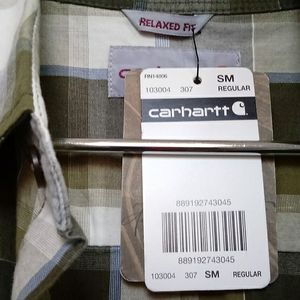 RELAXED FIT
RN14806
SM
103004 307
REGULAR
carhartt
889192743045
889192743045
103004 307 SM REGULAR